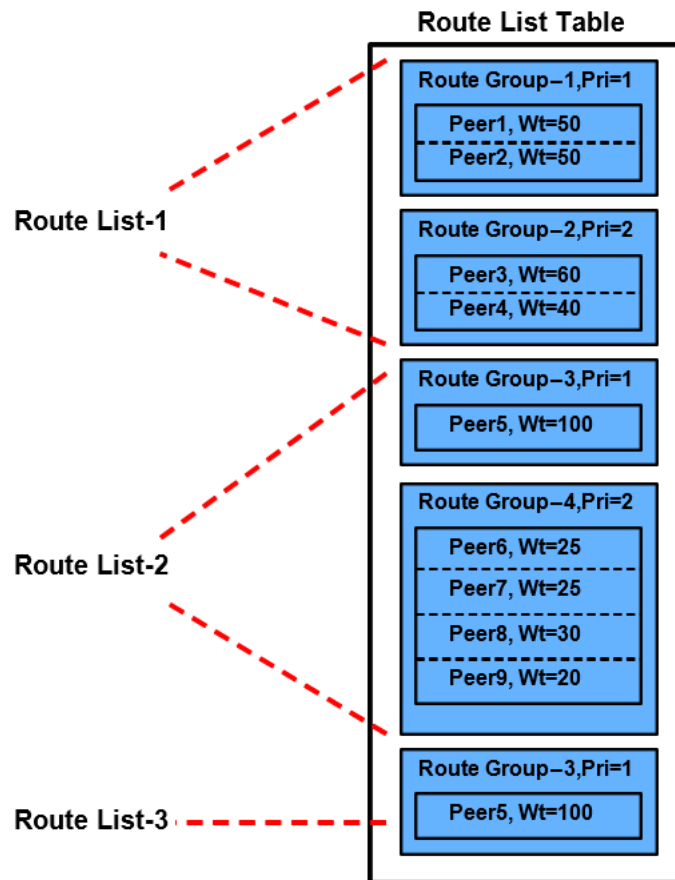 Route List Table
Route Group–1,Pri=1
Peer1, Wt=50
Peer2, Wt=50
Route List-1
Route Group–2,Pri=2
Peer3, Wt=60
Peer4, Wt=40
Route Group–3,Pri=1
Peer5, Wt=100
Route Group–4,Pri=2
Peer6, Wt=25
Route List-2
Peer7, Wt=25
Peer8, Wt=30
Peer9, Wt=20
Route Group–3,Pri=1
Route List-3
Peer5, Wt=100